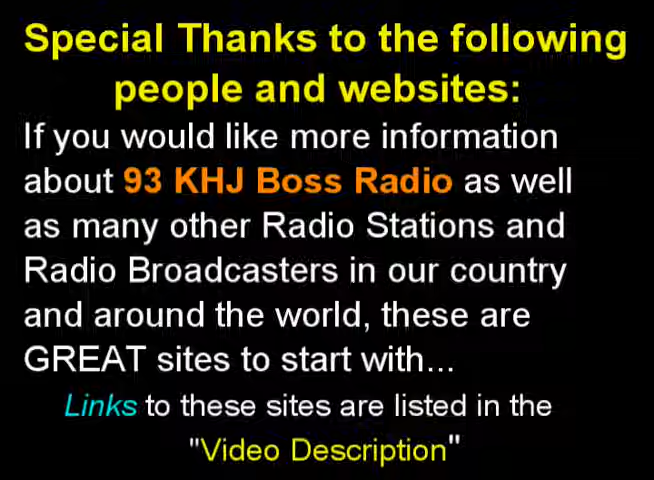 Special Thanks to the following
people and websites:
If you would like more information
about 93 KHJ Boss Radio as well
as many other Radio Stations and
Radio Broadcasters in our country
and around the world, these are
GREAT sites to start with...
Links to these sites are listed in the
"Video Description"